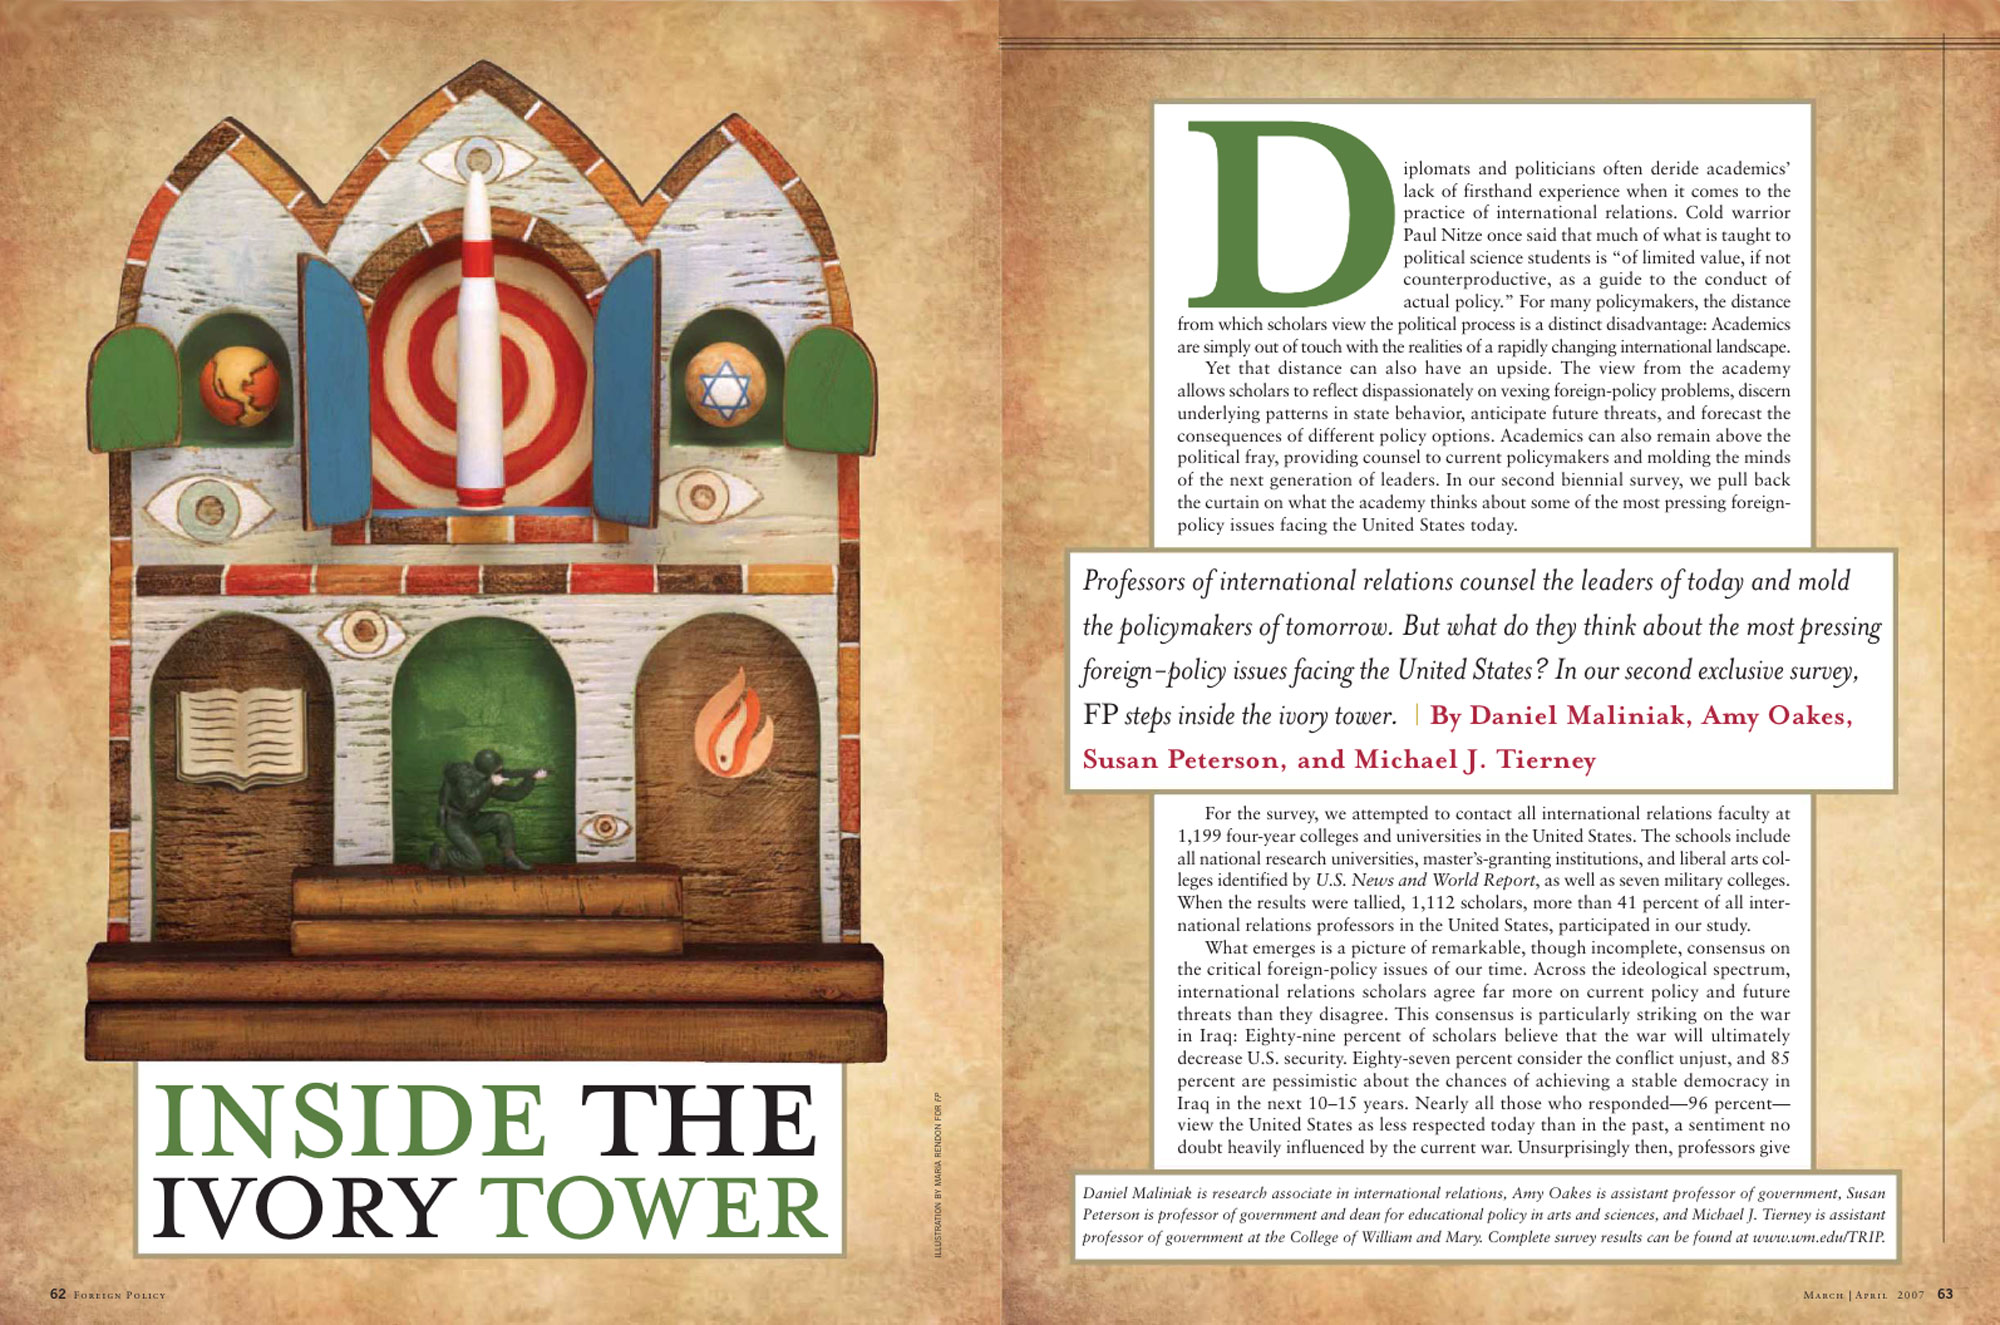 INSIDE THE
IVORY TOWER
ILLUSTRATION BY MARIA RENDON FOR FP
62 FOREIGN POLICY
Diplomats and politicians often deride academics’
lack of firsthand experience when it comes to the
practice of international relations. Cold warrior
Paul Nitze once said that much of what is taught to
political science students is “of limited value, if not
counterproductive, as a guide to the conduct of
actual policy.” For many policymakers, the distance
from which scholars view the political process is a distinct disadvantage: Academics
are simply out of touch with the realities of a rapidly changing international landscape.
Yet that distance can also have an upside. The view from the academy
allows scholars to reflect dispassionately on vexing foreign-policy problems, discern
underlying patterns in state behavior, anticipate future threats, and forecast the
consequences of different policy options. Academics can also remain above the
political fray, providing counsel to current policymakers and molding the minds
of the next generation of leaders. In our second biennial survey, we pull back
the curtain on what the academy thinks about some of the most pressing foreign-
policy issues facing the United States today.
Professors of international relations counsel the leaders of today and mold
the policymakers of tomorrow. But what do they think about the most pressing
foreign-policy issues facing the United States? In our second exclusive survey,
FP steps inside the ivory tower. | By Daniel Maliniak, Amy Oakes,
Susan Peterson, and Michael J. Tierney
For the survey, we attempted to contact all international relations faculty at
1,199 four-year colleges and universities in the United States. The schools include
all national research universities, master’s-granting institutions, and liberal arts col-
leges identified by U.S. News and World Report, as well as seven military colleges.
When the results were tallied, 1,112 scholars, more than 41 percent of all inter-
national relations professors in the United States, participated in our study.
What emerges is a picture of remarkable, though incomplete, consensus on
the critical foreign-policy issues of our time. Across the ideological spectrum,
international relations scholars agree far more on current policy and future
threats than they disagree. This consensus is particularly striking on the war
in Iraq: Eighty-nine percent of scholars believe that the war will ultimately
decrease U.S. security. Eighty-seven percent consider the conflict unjust, and 85
percent are pessimistic about the chances of achieving a stable democracy in
Iraq in the next 10–15 years. Nearly all those who responded—96 percent—
view the United States as less respected today than in the past, a sentiment no
doubt heavily influenced by the current war. Unsurprisingly then, professors give
Daniel Maliniak is research associate in international relations, Amy Oakes is assistant professor of government, Susan
Peterson is professor of government and dean for educational policy in arts and sciences, and Michael J. Tierney is assistant
professor of government at the College of William and Mary. Complete survey results can be found at www.wm.edu/TRIP.
MARCH | APRIL 2007 63